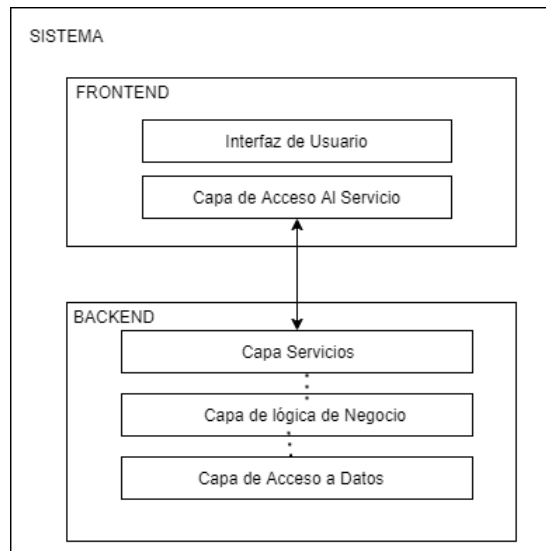 SISTEMA
FRONTEND
Interfaz de Usuario
Capa de Acceso Al Servicio
BACKEND
Capa Servicios
Capa de lógica de Negocio
Capa de Acceso a Datos